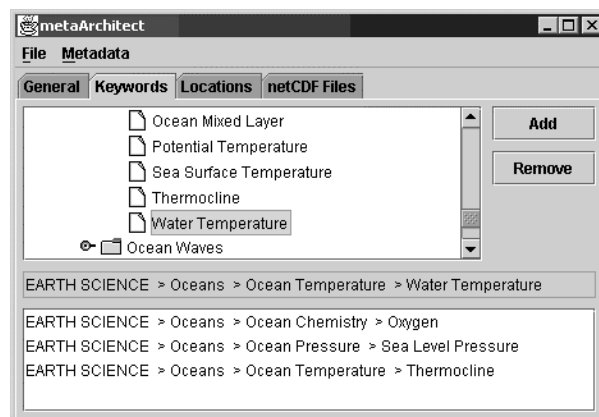 metaArchitect
File Metadata
General Keywords Locations netCDF Files
Ocean Mixed Layer
Potential Temperature
Sea Surface Temperature
Thermocline
Water Temperature
Ocean Waves
Add
Remove
EARTH SCIENCE > Oceans > Ocean Temperature > Water Temperature
EARTH SCIENCE > Oceans > Ocean Chemistry > Oxygen
EARTH SCIENCE > Oceans > Ocean Pressure > Sea Level Pressure
EARTH SCIENCE > Oceans > Ocean Temperature > Thermocline